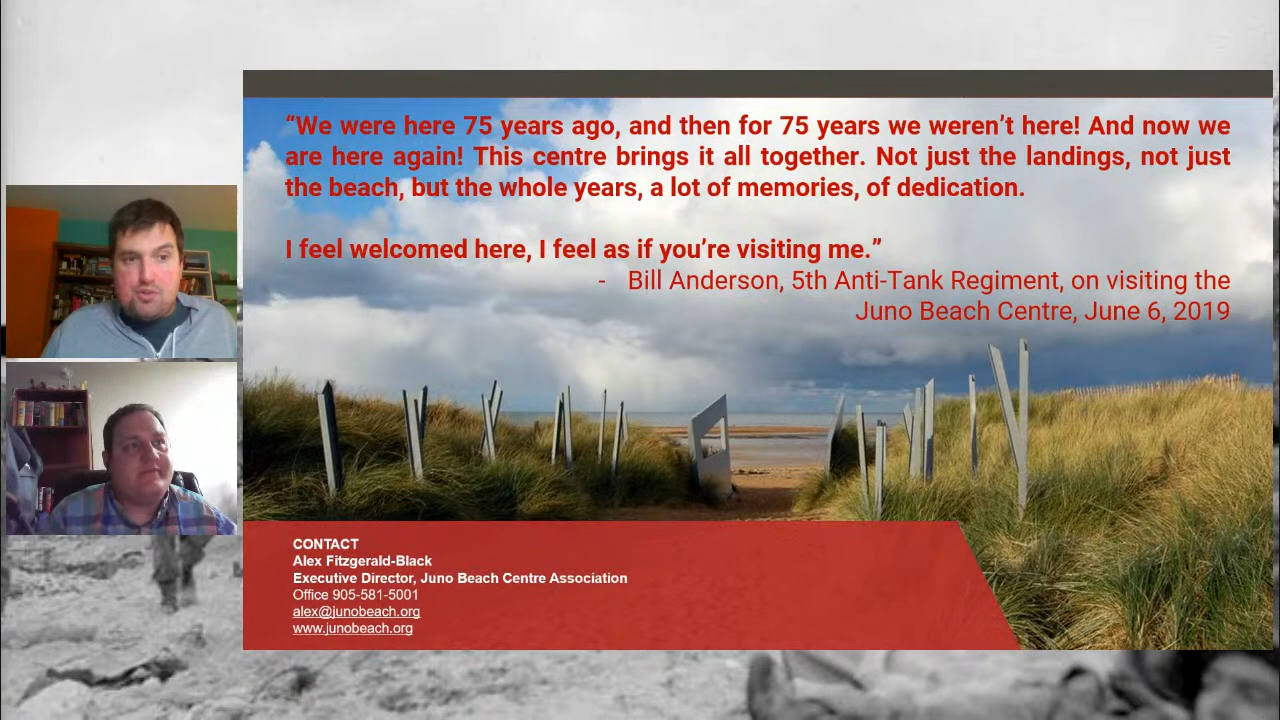 “We were here 75 years ago, and then for 75 years we weren’t here! And now we
are here again! This centre brings it all together. Not just the landings, not just
the beach, but the whole years, a lot of memories, of dedication.
I feel welcomed here, I feel as if you’re visiting me.”
- Bill Anderson, 5th Anti-Tank Regiment, on visiting the
Juno Beach Centre, June 6, 2019
CONTACT
Alex Fitzgerald-Black
Executive Director, Juno Beach Centre Association
Office 905-581-5001
alex@junobeach.org
www.junobeach.org